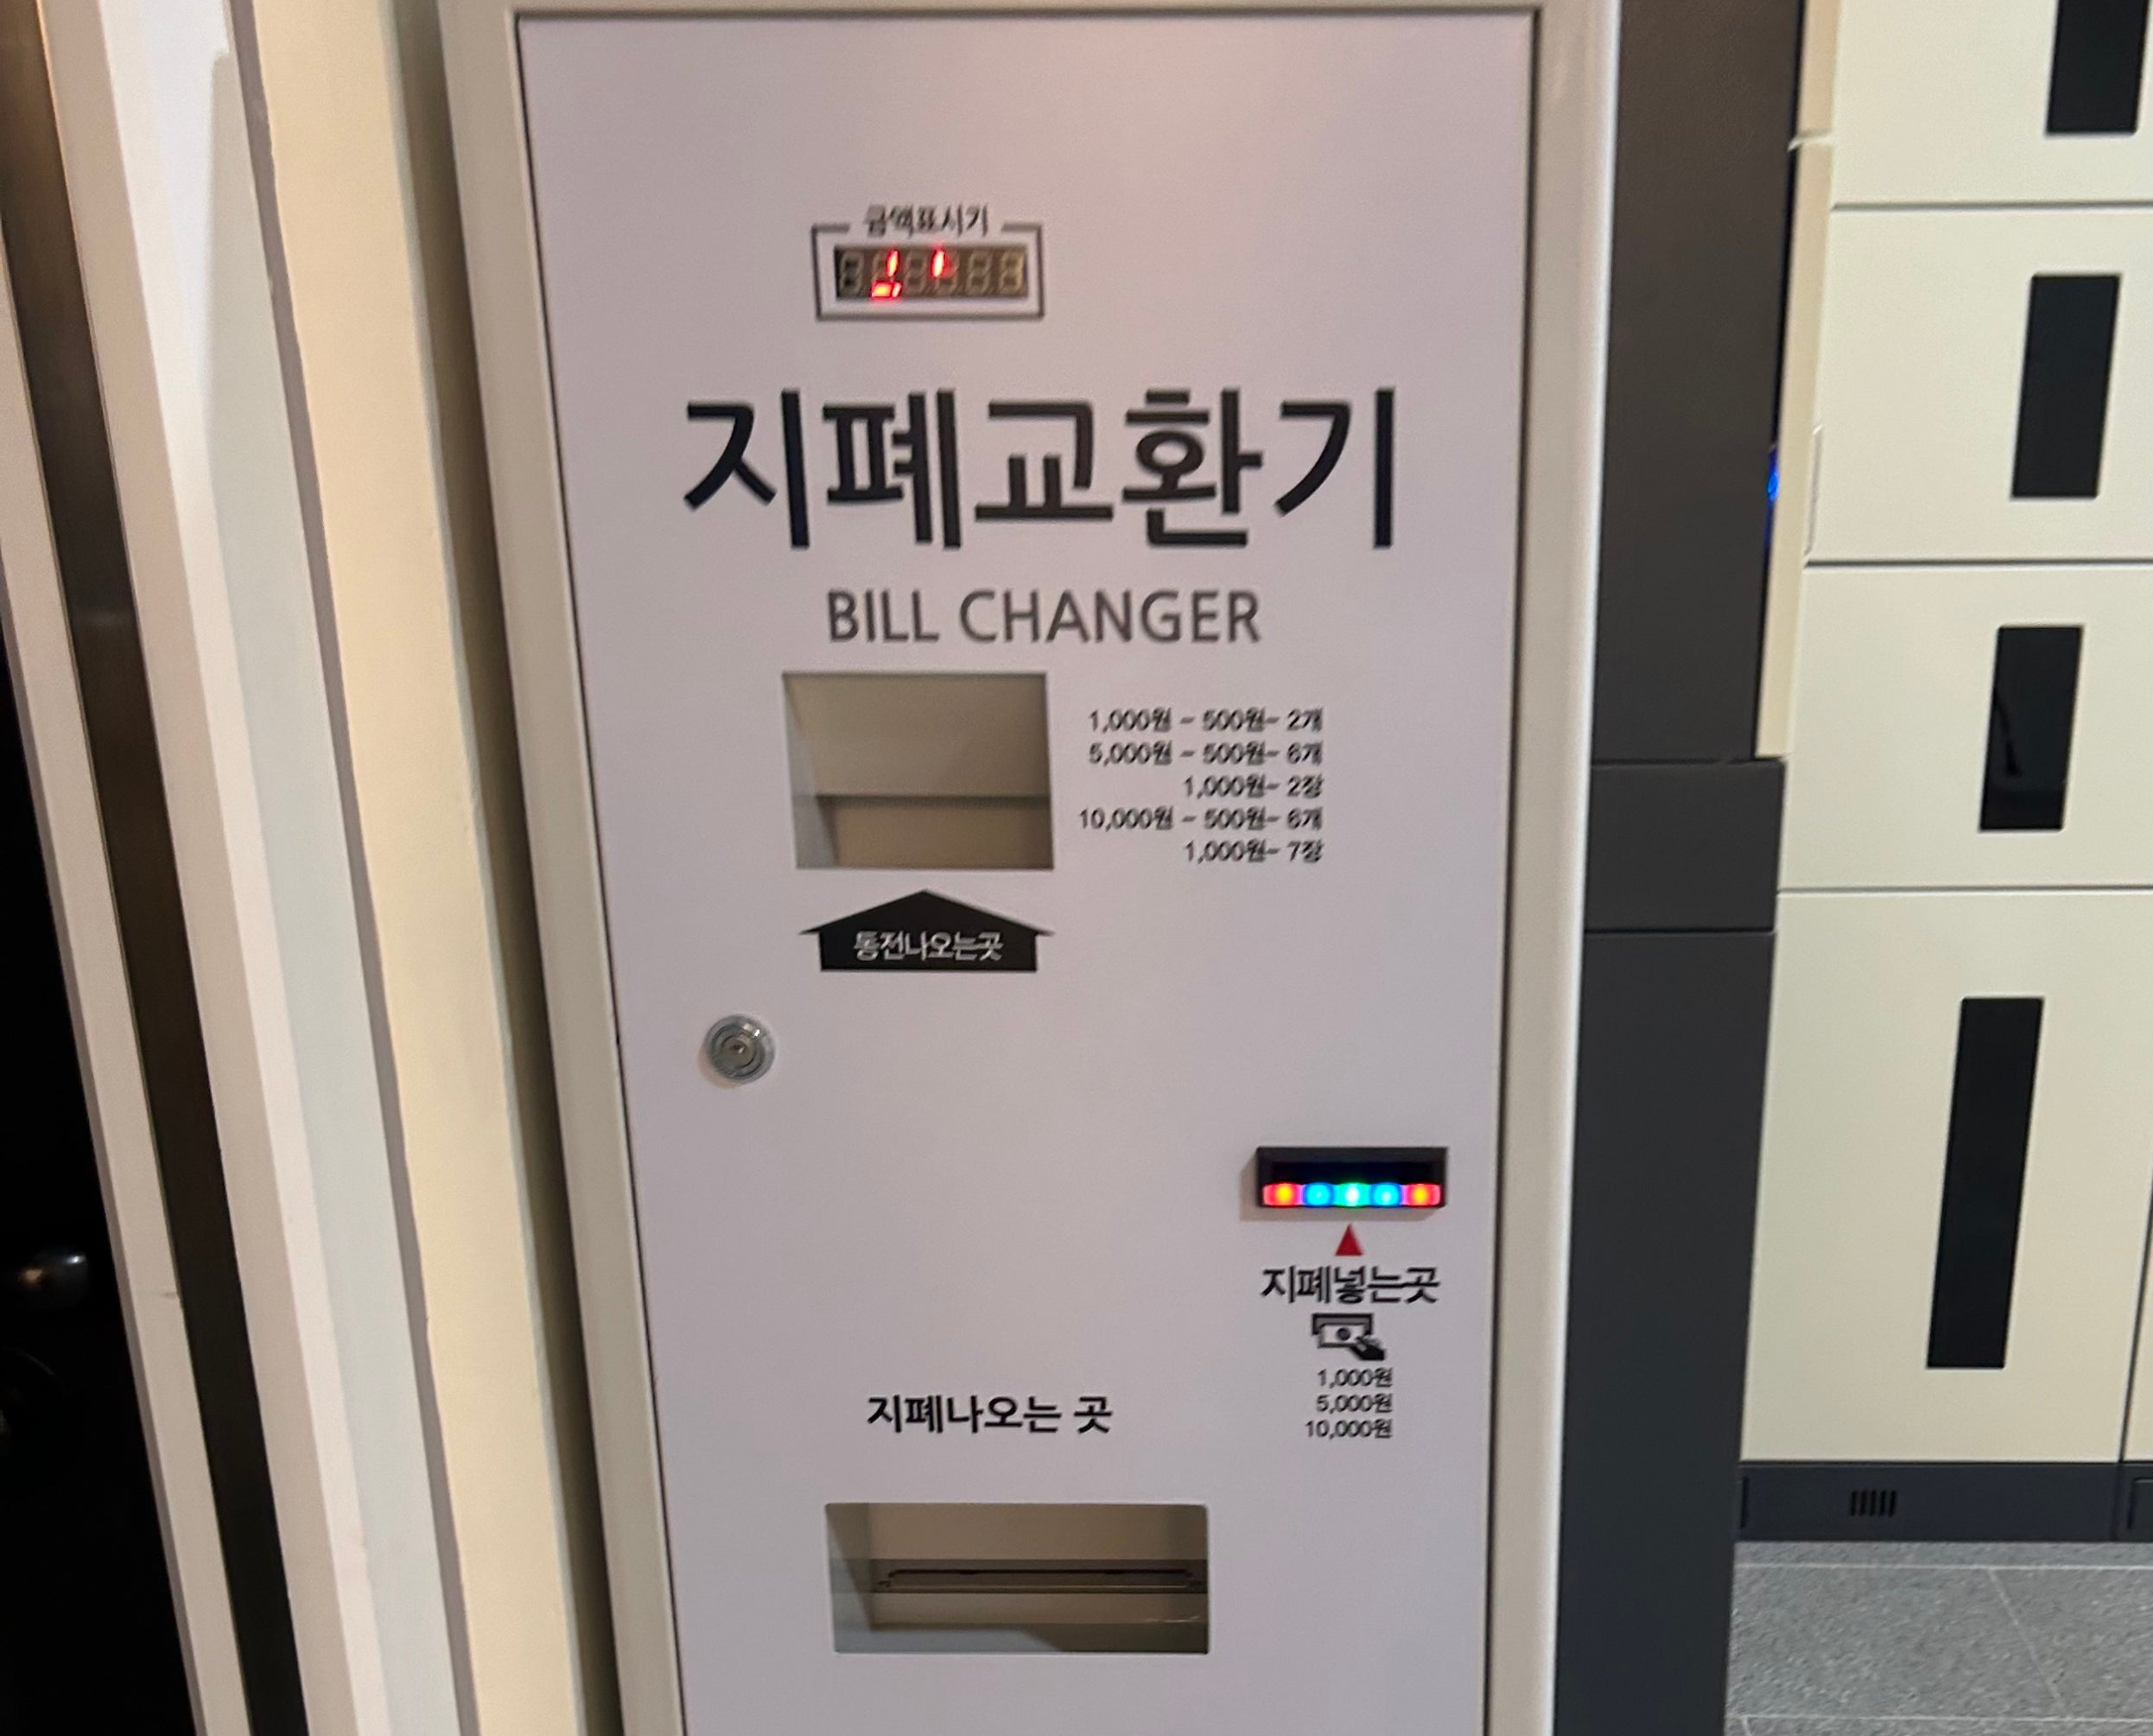 금액표시기
지폐교환기
BILL CHANGER
1,000원 - 500원- 2개
5,000원 - 500원- 6개
1,000원- 2장
10,000원 - 500원- 6개
1,000원- 7장
동전나오는곳
지폐넣는곳
1,000원
5,000원
10,000원
지폐나오는 곳